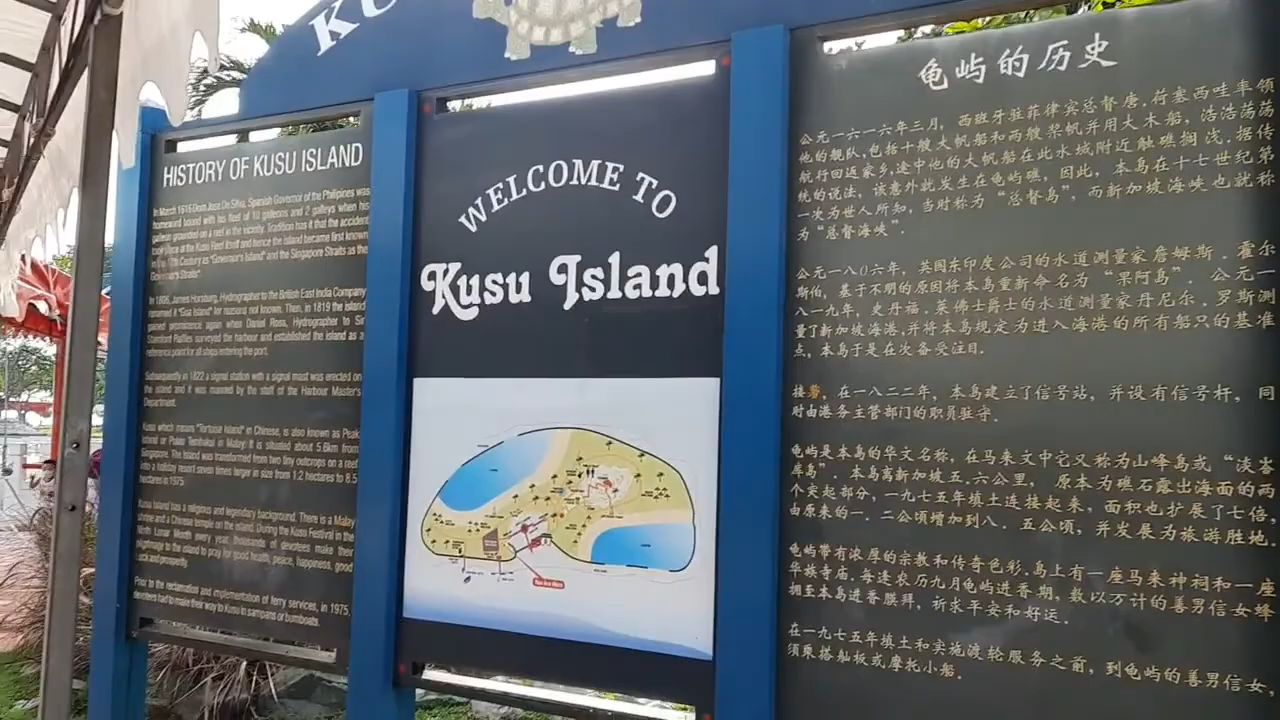 KU
HISTORY OF KUSU ISLAND
In March 1616 Dom Jose De Silva, Spanish Governor of the Philipines was
homeward bound with his fleet of 10 galleons and 2 galleys when his
galleon grounded on a reef in the vicinity. Tradition has it that the accident
took place at the Kusu Reef itself and hence the island became first known
in the 17th Century as "Governor's Island" and the Singapore Straits as the
"Governor's Straits".
In 1806, James Horsburg, Hydrographer to the British East India Company
renamed it "Goa Island" for reasons not known. Then, in 1819 the island
gained prominence again when Daniel Ross, Hydrographer to Sir
Stamford Raffles surveyed the harbour and established the island as a
reference point for all ships entering the port.
Subsequently in 1822 a signal station with a signal mast was erected on
the island and it was manned by the staff of the Harbour Master's
Department.
Kusu which means "Tortoise Island" in Chinese, is also known as Peak
Island or Pulau Tembakul in Malay. It is situated about 5.6km from
Singapore. The Island was transformed from two tiny outcrops on a reef
into a holiday resort seven times larger in size from 1.2 hectares to 8.5
hectares in 1975.
Kusu Island has a religious and legendary background. There is a Malay
shrine and a Chinese temple on the island. During the Kusu Festival in the
Ninth Lunar Month every year, thousands of devotees make their
pilgrimage to the island to pray for good health, peace, happiness, good
luck and prosperity.
Prior to the reclamation and implementation of ferry services, in 1975,
devotees had to make their way to Kusu in sampans or bumboats.
WELCOME TO
Kusu Island
You Are Here
龟屿的历史
公元一六一六年三月，西班牙驻菲律宾总督唐．荷塞西哇率领
他的舰队,包括十艘大帆船和两艘桨帆并用大木船，浩浩荡荡
航行回返家乡,途中他的大帆船在此水域附近触礁搁浅．据传
统的说法，该意外就发生在龟屿礁，因此，本岛在十七世纪第
一次为世人所知，当时称为“总督岛”，而新加坡海峡也就称
为“总督海峡”．
公元一八0六年，英国东印度公司的水道测量家詹姆斯．霍尔
斯伯，基于不明的原因将本岛重新命名为“果阿岛”．公元一
八一九年，史丹福．莱佛士爵士的水道测量家丹尼尔．罗斯测
量了新加坡海港,并将本岛规定为进入海港的所有船只的基准
点，本岛于是在次备受注目．
接著，在一八二二年，本岛建立了信号站，并设有信号杆，同
时由港务主管部门的职员驻守．
龟屿是本岛的华文名称，在马来文中它又称为山峰岛或“淡峇
库岛”．本岛离新加坡五．六公里，原本为礁石露出海面的两
个突起部分，一九七五年填土连接起来，面积也扩展了七倍，
由原来的一．二公顷增加到八．五公顷，并发展为旅游胜地．
龟屿带有浓厚的宗教和传奇色彩,岛上有一座马来神祠和一座
华族寺庙．每逢农历九月龟屿进香期，数以万计的善男信女蜂
拥至本岛进香膜拜，祈求平安和好运．
在一九七五年填土和实施渡轮服务之前，到龟屿的善男信女，
须乘搭舢板或摩托小船．